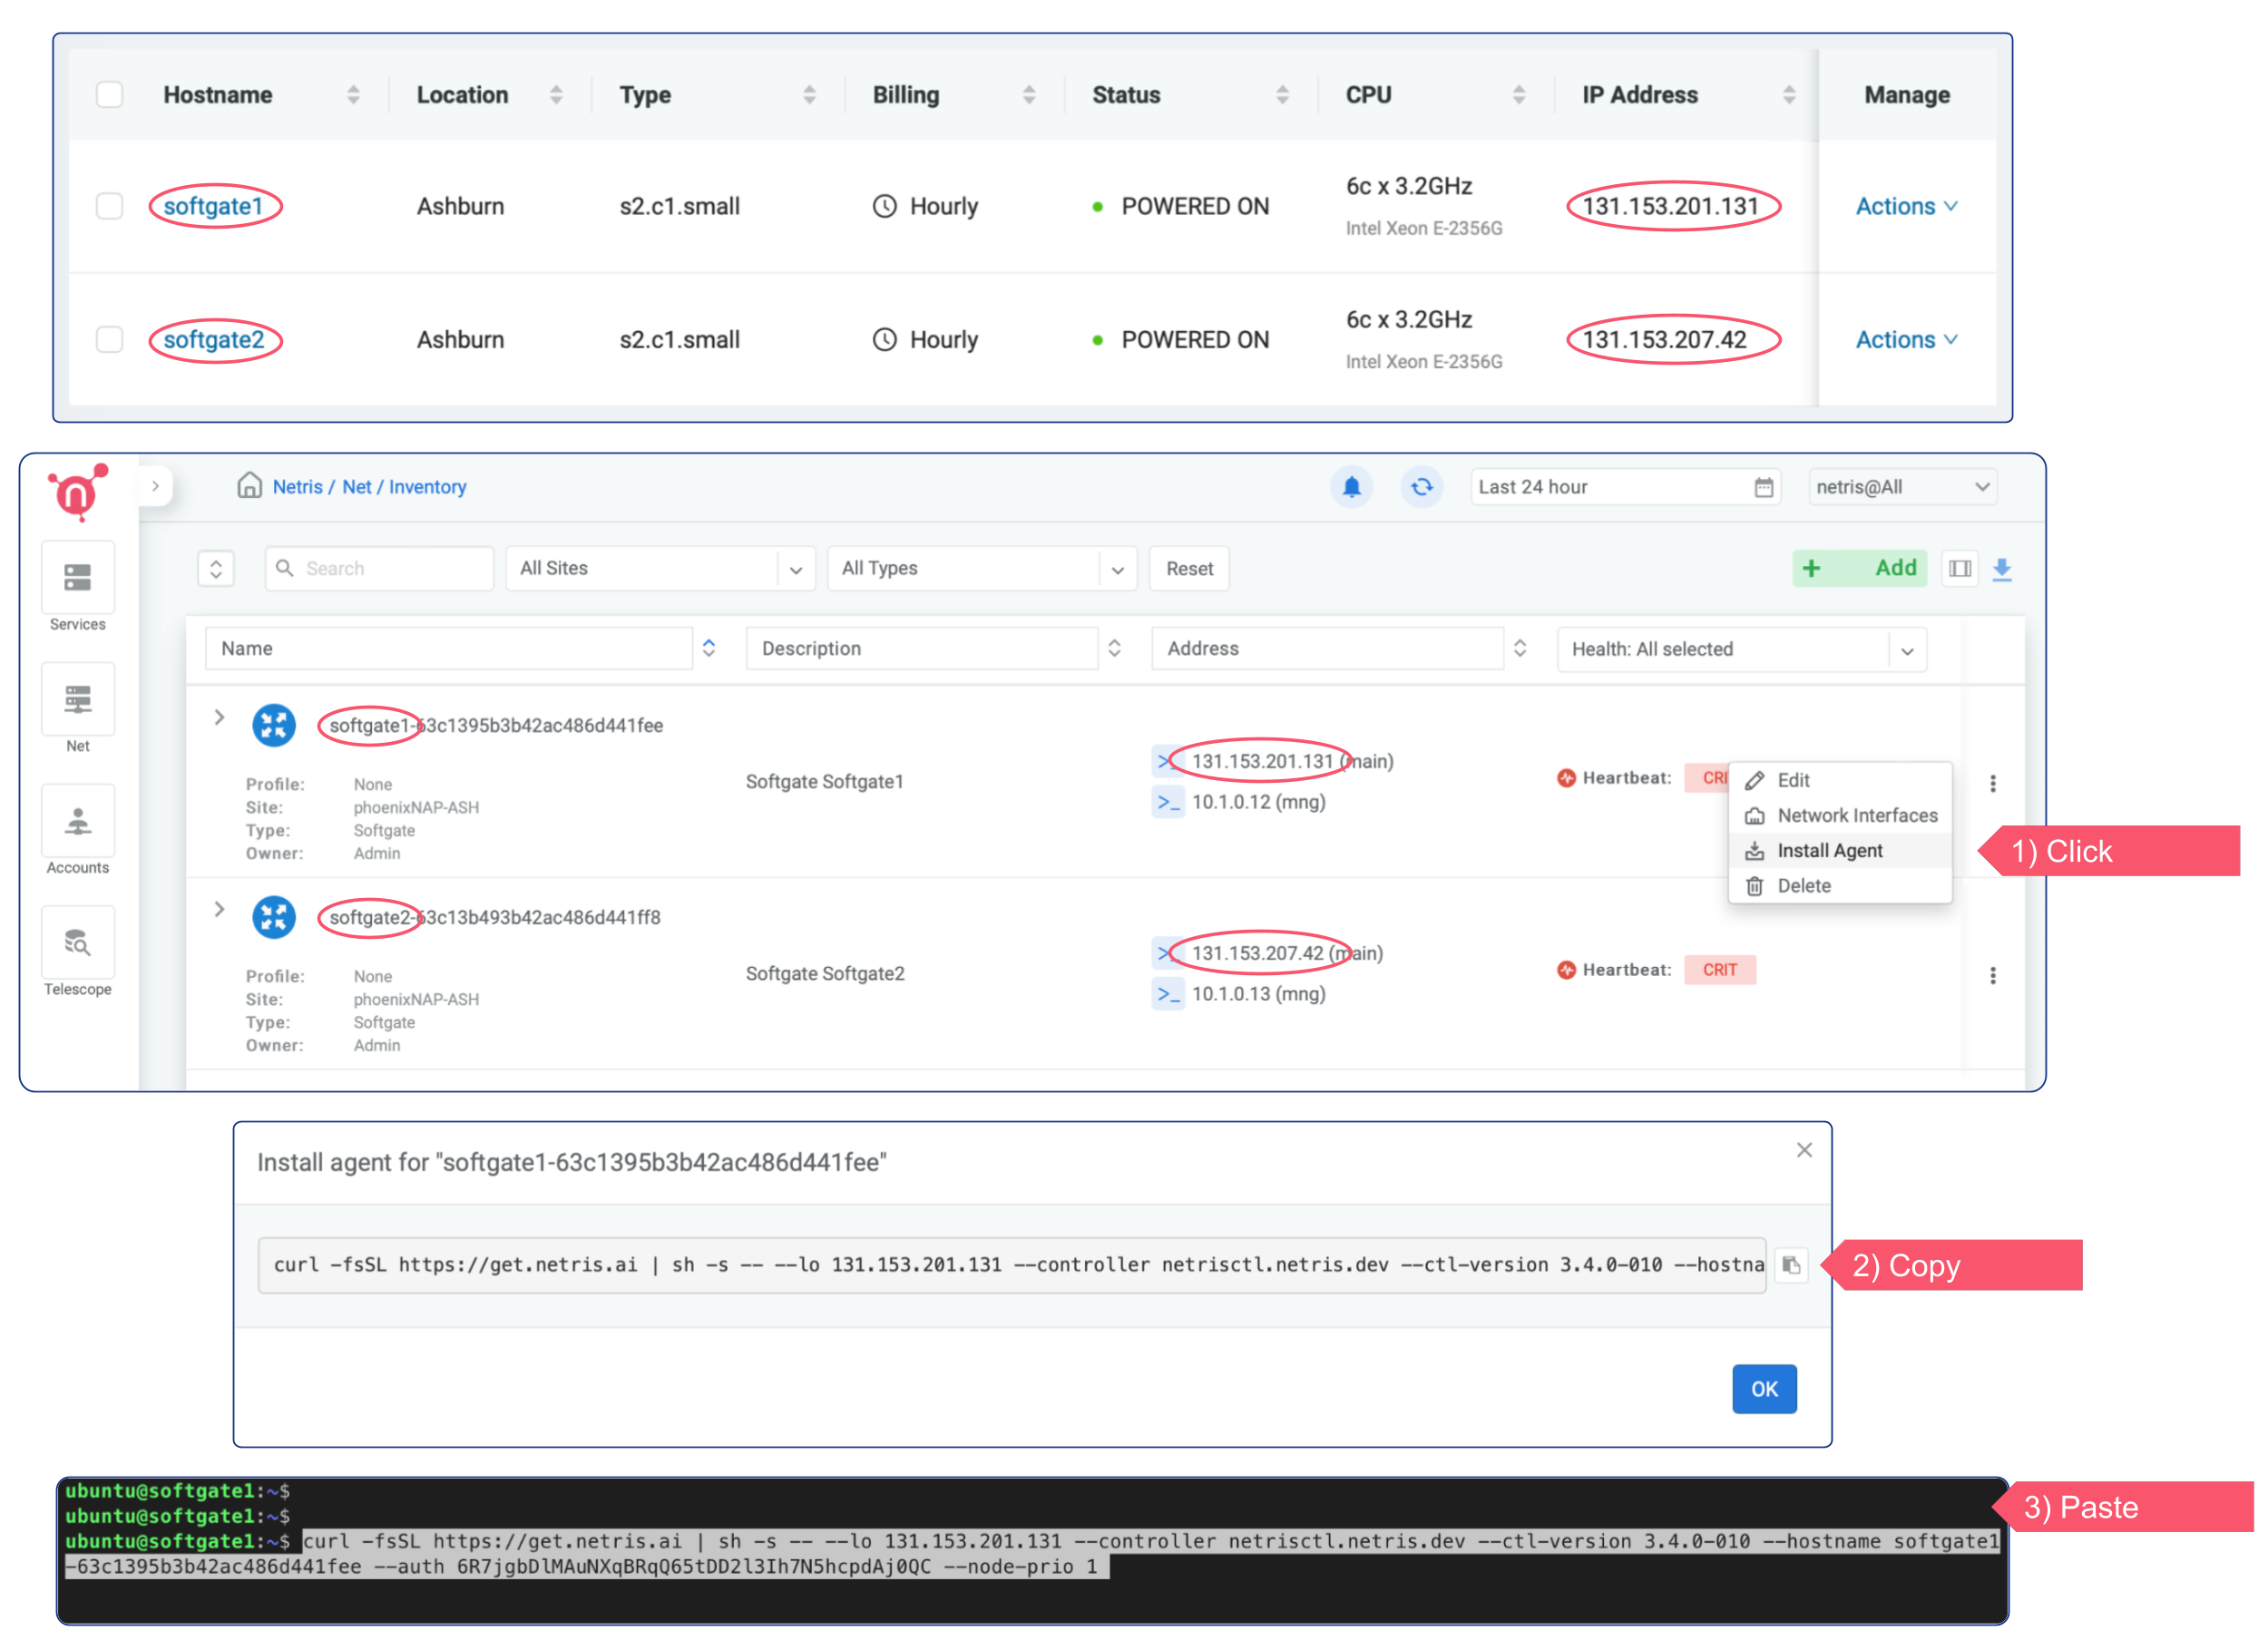 Hostname Location Type Billing Status CPU IP Address Manage
softgate1 Ashburn s2.c1.small Hourly POWERED ON 6c x 3.2GHz 131.153.201.131 Actions
Intel Xeon E-2356G
softgate2 Ashburn s2.c1.small Hourly POWERED ON 6c x 3.2GHz 131.153.207.42 Actions
Intel Xeon E-2356G
Netris / Net / Inventory Last 24 hour netris@All
Search All Sites All Types Reset + Add
Services
Net
Accounts
Telescope
Name Description Address Health: All selected
softgate1-63c1395b3b42ac486d441fee
Profile: None
Site: phoenixNAP-ASH
Type: Softgate
Owner: Admin
Softgate Softgate1
>_ 131.153.201.131 (main)
>_ 10.1.0.12 (mng)
Heartbeat: CRI
Edit
Network Interfaces
Install Agent
Delete
1) Click
softgate2-63c13b493b42ac486d441ff8
Profile: None
Site: phoenixNAP-ASH
Type: Softgate
Owner: Admin
Softgate Softgate2
>_ 131.153.207.42 (main)
>_ 10.1.0.13 (mng)
Heartbeat: CRIT
Install agent for "softgate1-63c1395b3b42ac486d441fee"
curl -fsSL https://get.netris.ai | sh -s -- --lo 131.153.201.131 --controller netrisctl.netris.dev --ctl-version 3.4.0-010 --hostna
2) Copy
OK
ubuntu@softgate1:~$
ubuntu@softgate1:~$
ubuntu@softgate1:~$ curl -fsSL https://get.netris.ai | sh -s -- --lo 131.153.201.131 --controller netrisctl.netris.dev --ctl-version 3.4.0-010 --hostname softgate1
-63c1395b3b42ac486d441fee --auth 6R7jgbDlMAuNXqBRqQ65tDD2l3Ih7N5hcpdAj0QC --node-prio 1
3) Paste